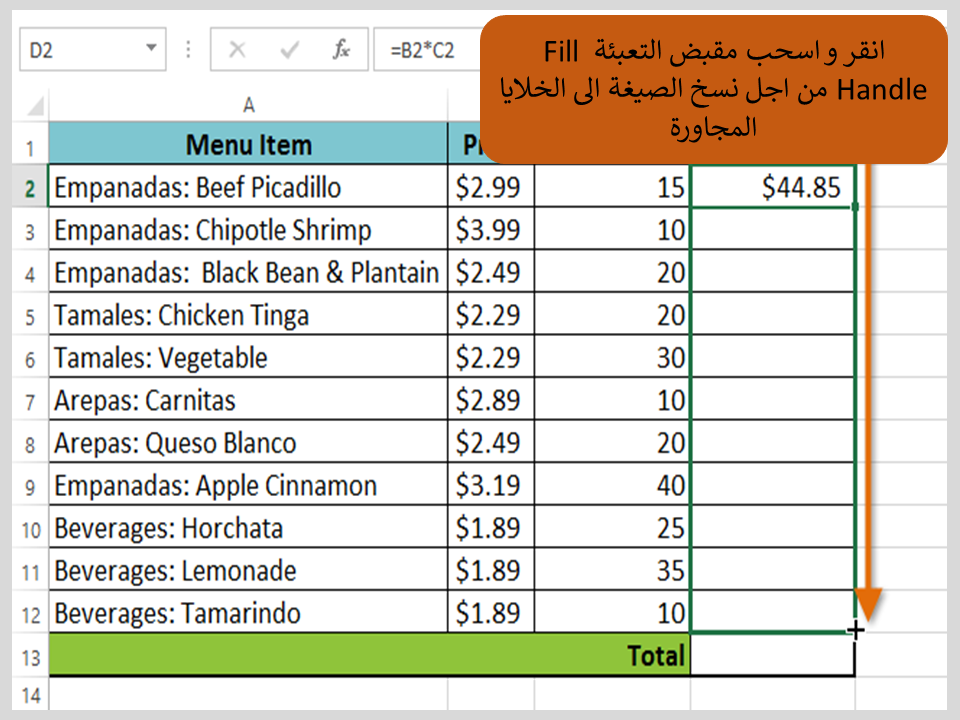 انقر و اسحب مقبض التعبئة Fill
Handle من اجل نسخ الصيغة الى الخلايا
المجاورة
D2 fx =B2*C2
A
1 Menu Item
2 Empanadas: Beef Picadillo $2.99 15 $44.85
3 Empanadas: Chipotle Shrimp $3.99 10
4 Empanadas: Black Bean & Plantain $2.49 20
5 Tamales: Chicken Tinga $2.29 20
6 Tamales: Vegetable $2.29 30
7 Arepas: Carnitas $2.89 10
8 Arepas: Queso Blanco $2.49 20
9 Empanadas: Apple Cinnamon $3.19 40
10 Beverages: Horchata $1.89 25
11 Beverages: Lemonade $1.89 35
12 Beverages: Tamarindo $1.89 10
13 Total
14